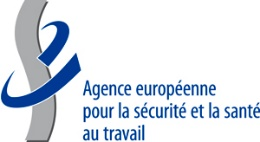 Agence européenne
pour la sécurité et la santé
au travail